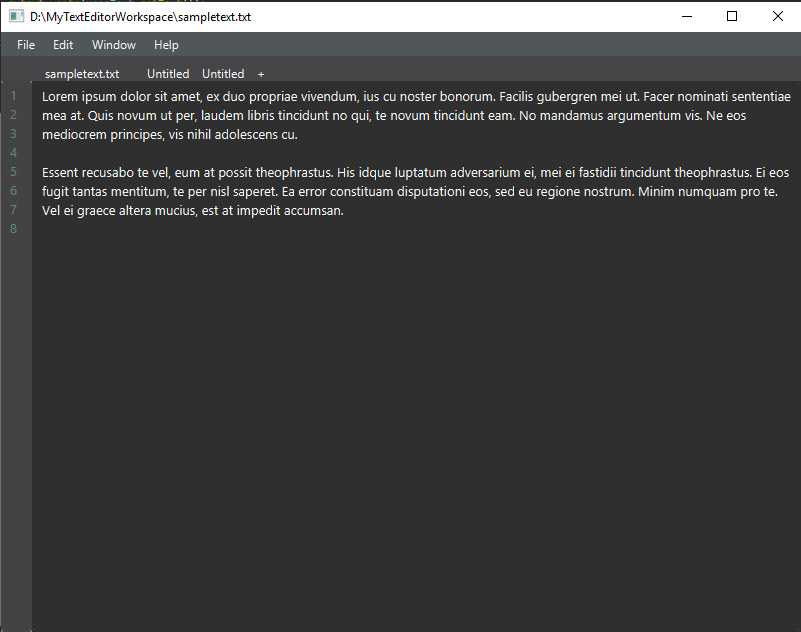 D:\MyTextEditorWorkspace\sampletext.txt
File Edit Window Help
sampletext.txt Untitled Untitled +
1 Lorem ipsum dolor sit amet, ex duo propriae vivendum, ius cu noster bonorum. Facilis gubergren mei ut. Facer nominati sententiae
2 mea at. Quis novum ut per, laudem libris tincidunt no qui, te novum tincidunt eam. No mandamus argumentum vis. Ne eos
3 mediocrem principes, vis nihil adolescens cu.
4
5 Essent recusabo te vel, eum at possit theophrastus. His idque luptatum adversarium ei, mei ei fastidii tincidunt theophrastus. Ei eos
6 fugit tantas mentitum, te per nisl saperet. Ea error constituam disputationi eos, sed eu regione nostrum. Minim numquam pro te.
7 Vel ei graece altera mucius, est at impedit accumsan.
8